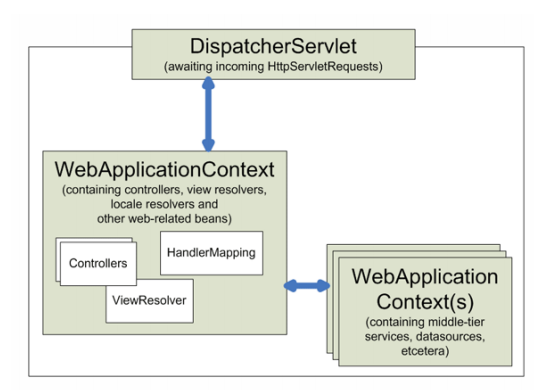 DispatcherServlet
(awaiting incoming HttpServletRequests)
WebApplicationContext
(containing controllers, view resolvers,
locale resolvers and
other web-related beans)
HandlerMapping
Controllers
ViewResolver
WebApplication
Context(s)
(containing middle-tier
services, datasources,
etcetera)